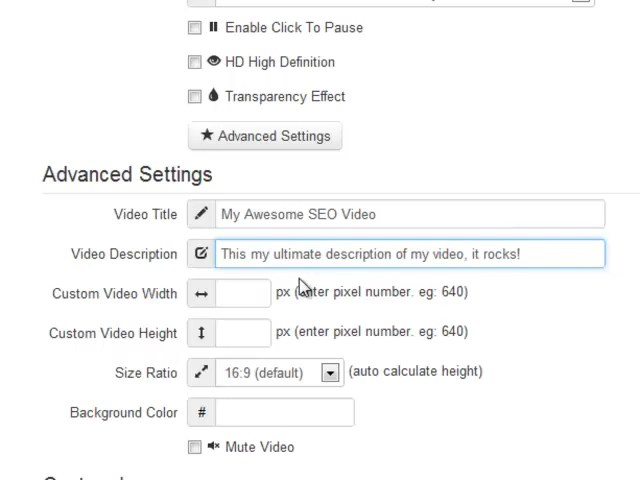 Enable Click To Pause
HD High Definition
Transparency Effect
Advanced Settings
Advanced Settings
Video Title My Awesome SEO Video
Video Description This my ultimate description of my video, it rocks!
Custom Video Width px (enter pixel number. eg: 640)
Custom Video Height px (enter pixel number. eg: 640)
Size Ratio 16:9 (default) (auto calculate height)
Background Color #
Mute Video